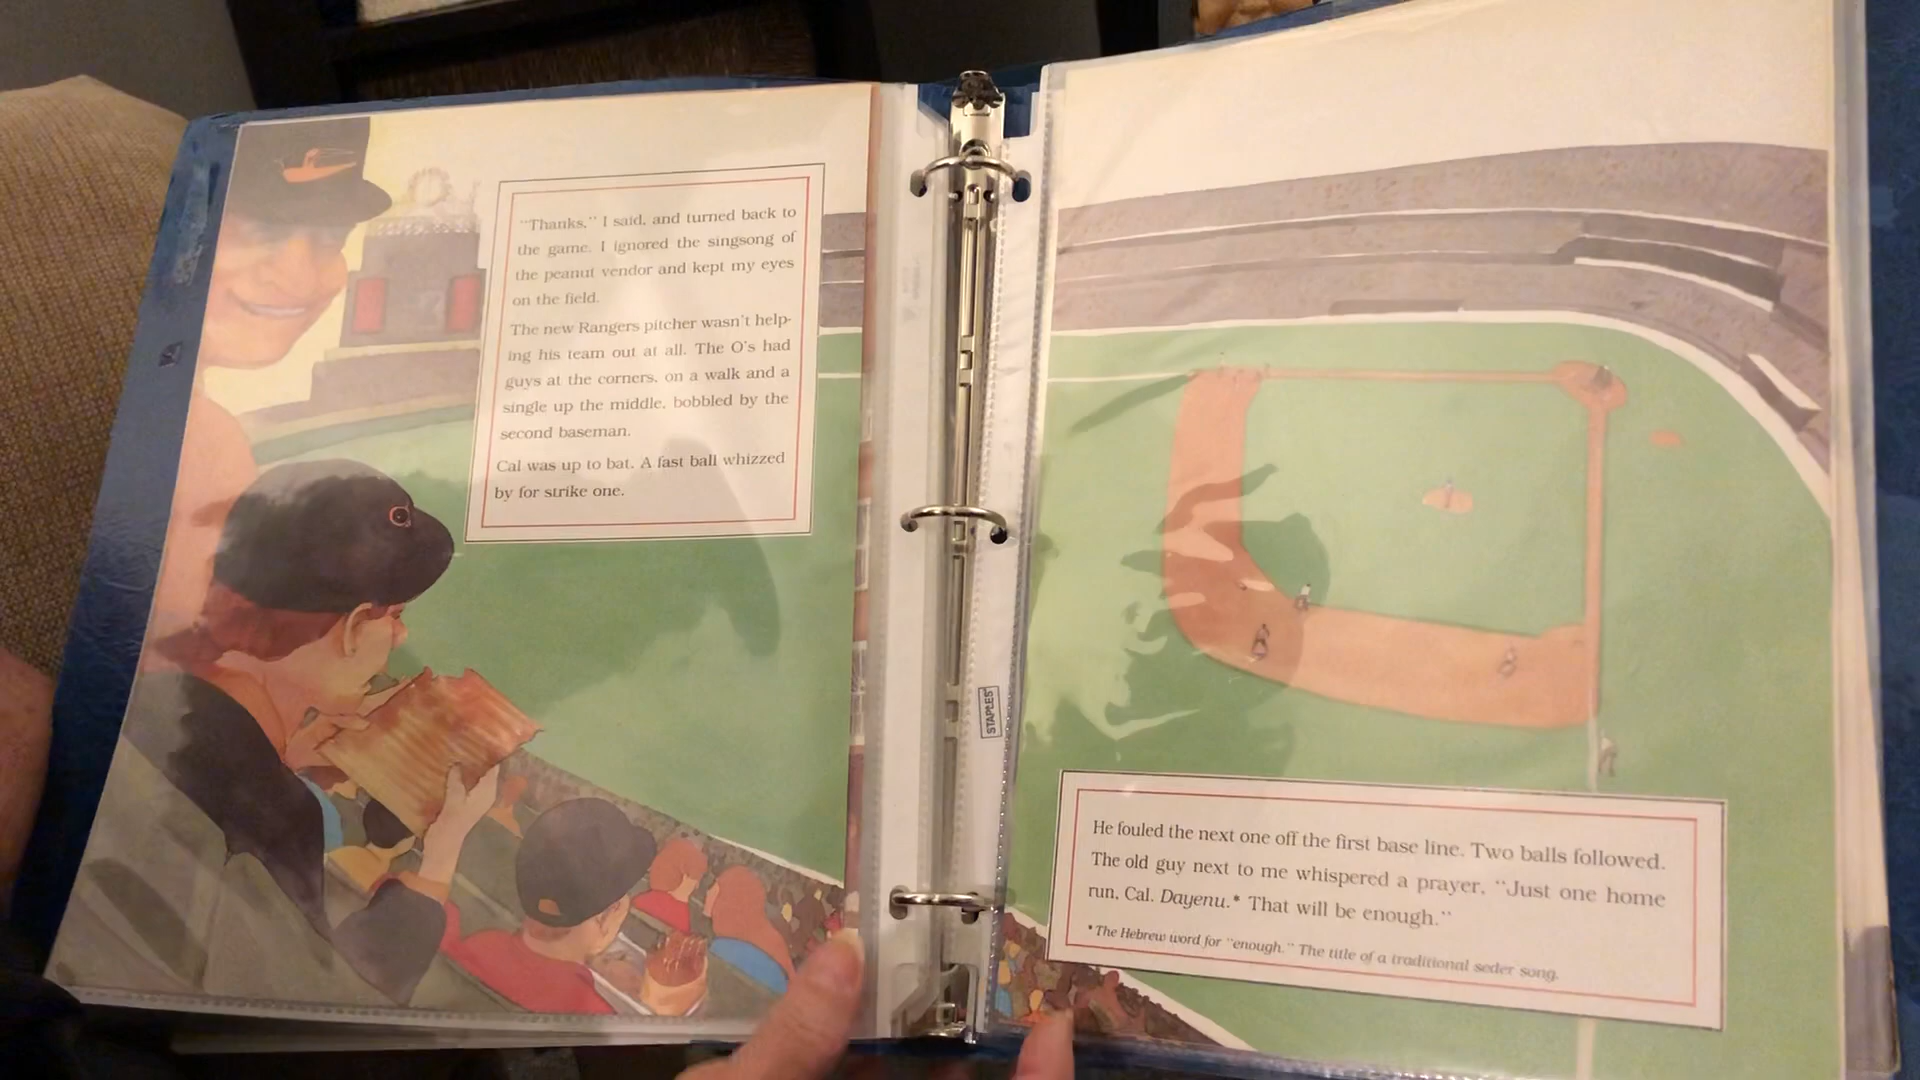 "Thanks," I said, and turned back to
the game. I ignored the singsong of
the peanut vendor and kept my eyes
on the field.
The new Rangers pitcher wasn't help-
ing his team out at all. The O's had
guys at the corners, on a walk and a
single up the middle, bobbled by the
second baseman.
Cal was up to bat. A fast ball whizzed
by for strike one.
STAPLES
He fouled the next one off the first base line. Two balls followed.
The old guy next to me whispered a prayer, "Just one home
run, Cal. Dayenu.* That will be enough."
*The Hebrew word for "enough." The title of a traditional seder song.